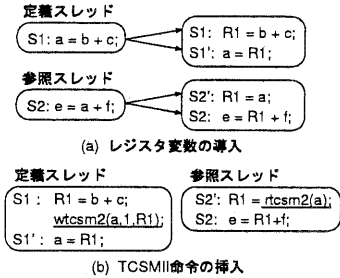 定義スレッド
S1: a = b + c;
S1: R1 = b + c;
S1': a = R1;
参照スレッド
S2: e = a + f;
S2': R1 = a;
S2: e = R1 + f;
(a) レジスタ変数の導入
定義スレッド
S1 : R1 = b + c;
wtcsm2(a,1,R1);
S1' : a = R1;
参照スレッド
S2': R1 = rtcsm2(a);
S2: e = R1+f;
(b) TCSMII命令の挿入